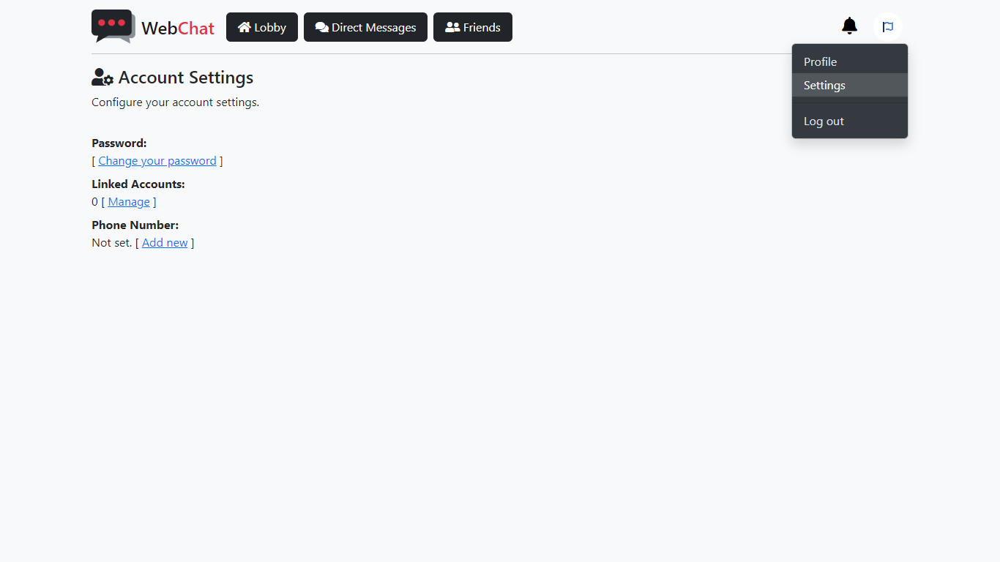 WebChat
Lobby
Direct Messages
Friends
Profile
Settings
Log out
Account Settings
Configure your account settings.
Password:
[ Change your password ]
Linked Accounts:
0 [ Manage ]
Phone Number:
Not set. [ Add new ]